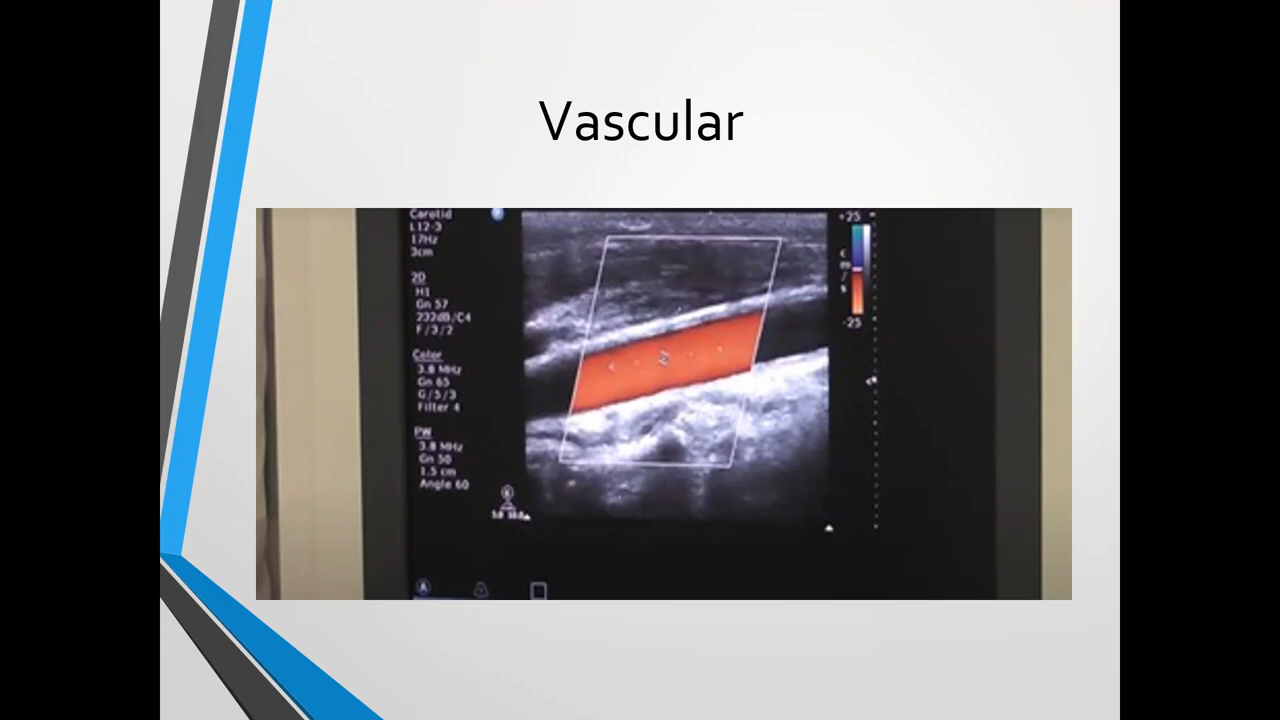 Vascular
Carotid
L12-3
17Hz
3cm
2D
H1
Gn 57
232dB/C4
F/3/2
Color
3.8 MHz
Gn 65
G/5/3
Filter 4
PW
3.8 MHz
Gn 50
1.5 cm
Angle 60
+25
c
m
/
s
-25
A